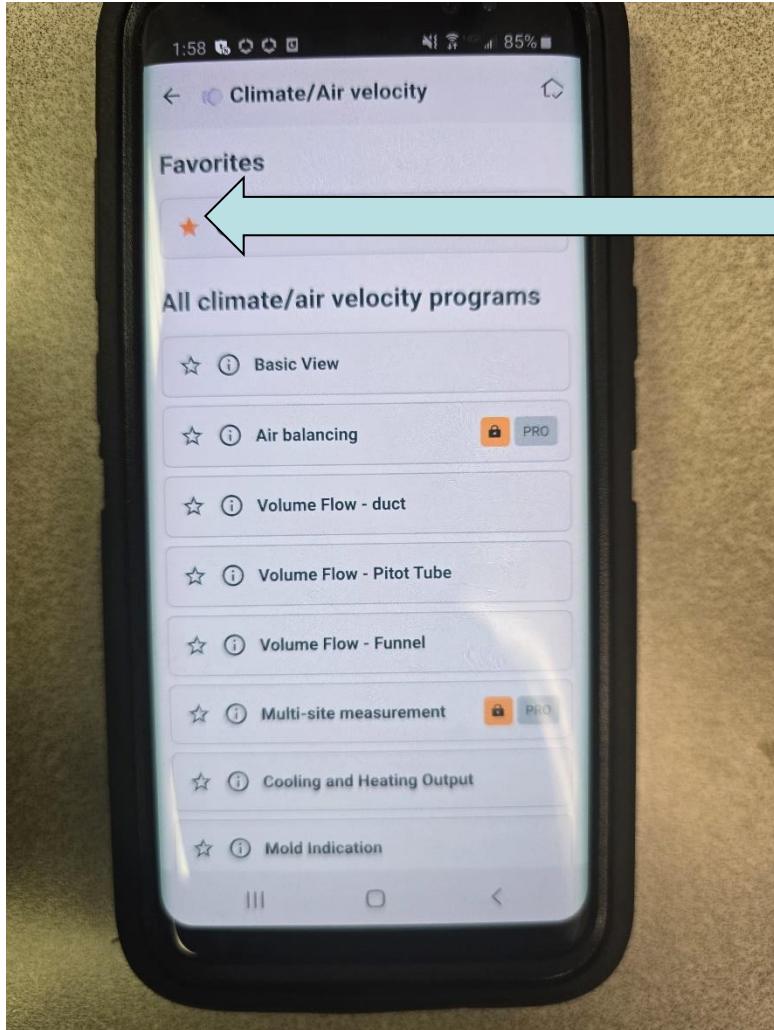 1:58 85%
Climate/Air velocity
Favorites
All climate/air velocity programs
Basic View
Air balancing PRO
Volume Flow - duct
Volume Flow - Pitot Tube
Volume Flow - Funnel
Multi-site measurement PRO
Cooling and Heating Output
Mold Indication